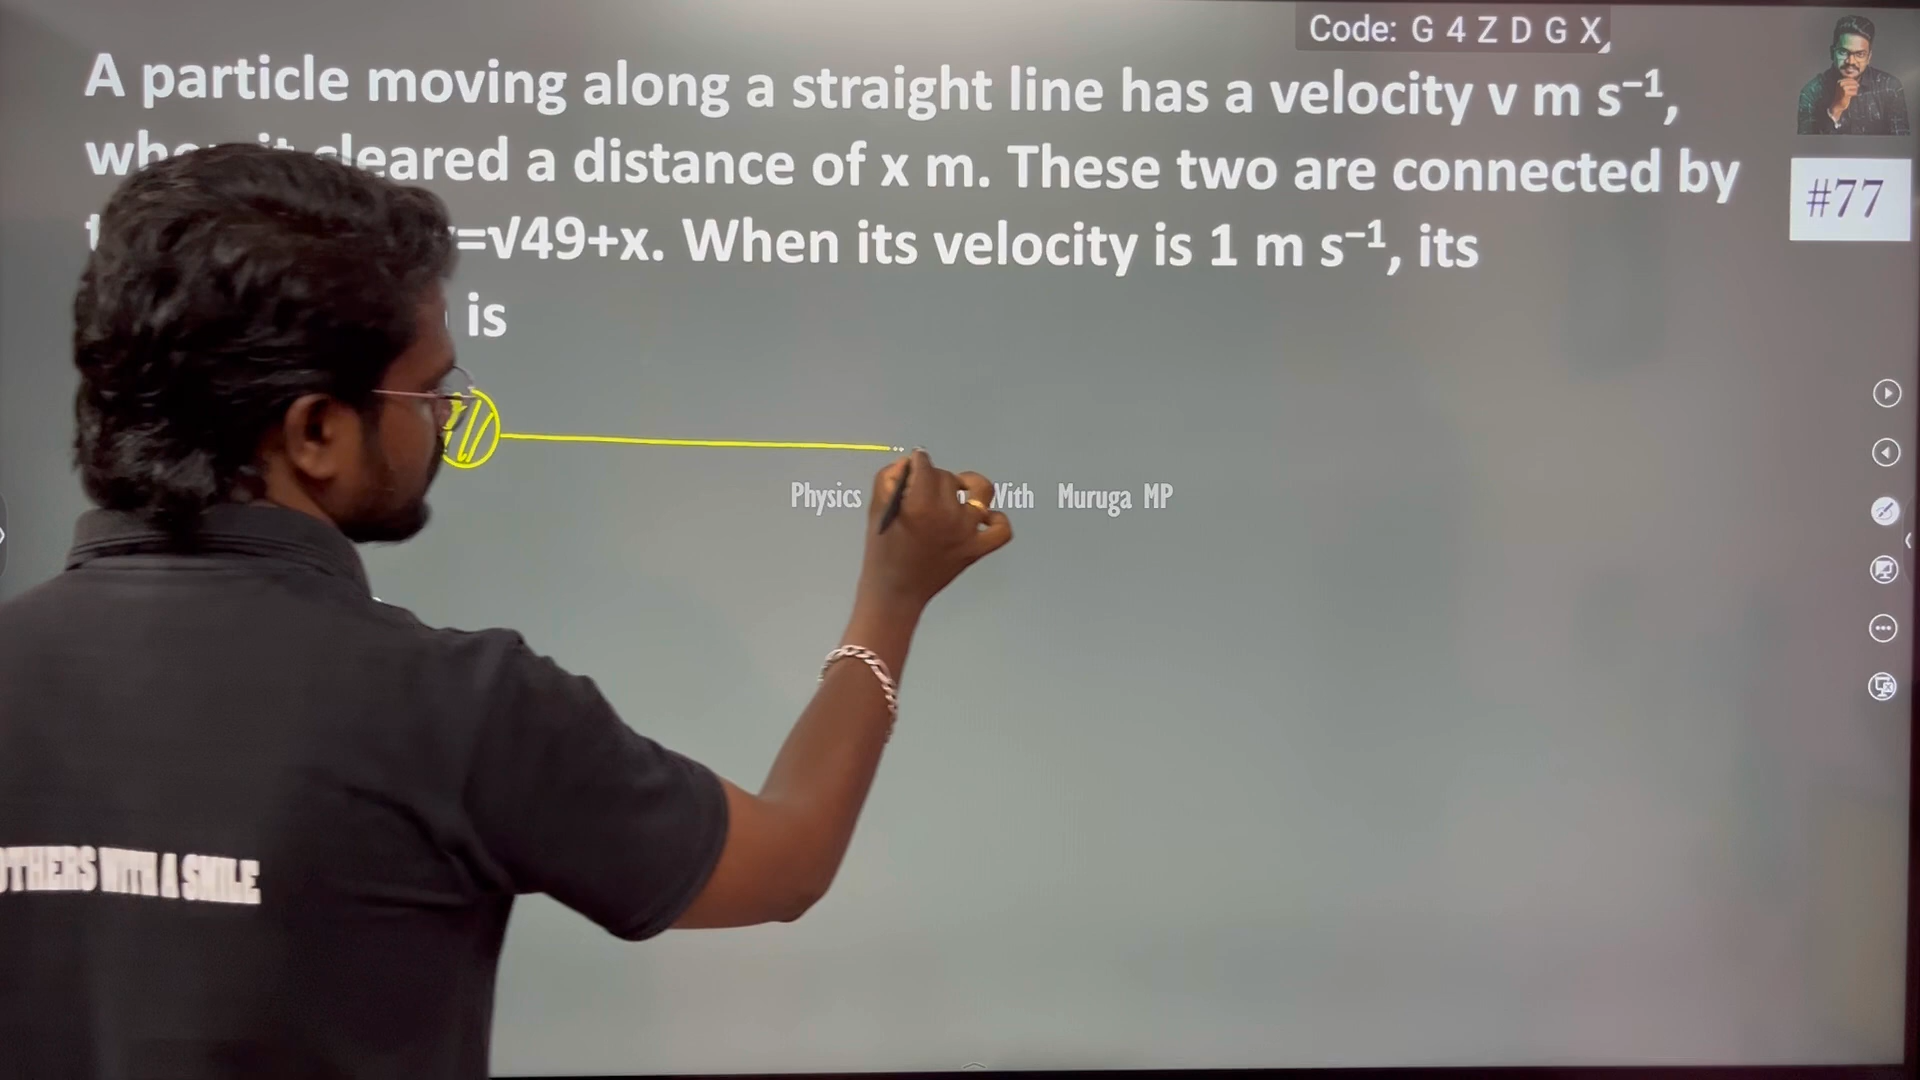 Code: G 4 Z D G X
A particle moving along a straight line has a velocity v m s⁻¹,
cleared a distance of x m. These two are connected by
=√49+x. When its velocity is 1 m s⁻¹, its
is
#77
Physics With Muruga MP
OTHERS WITH A SMILE